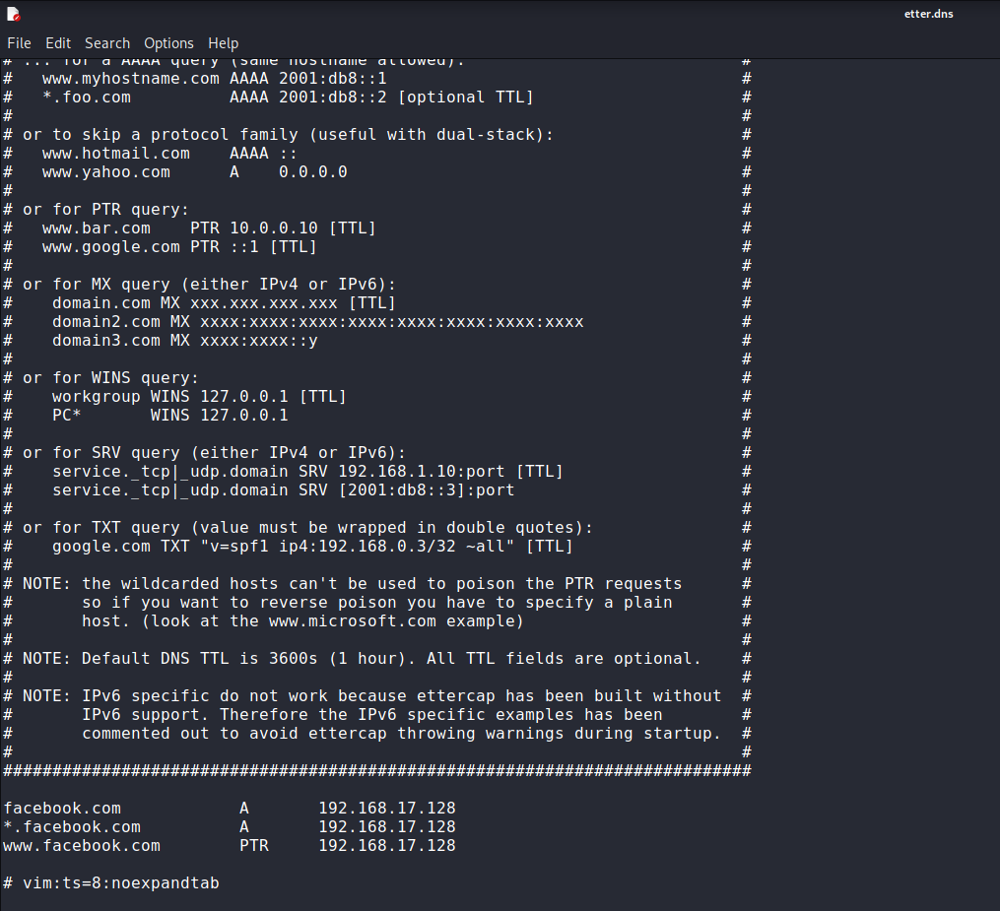 etter.dns
File Edit Search Options Help
# ... for a AAAA query (same hostname allowed): #
#   www.myhostname.com AAAA 2001:db8::1 #
#   *.foo.com          AAAA 2001:db8::2 [optional TTL] #
# #
# or to skip a protocol family (useful with dual-stack): #
#   www.hotmail.com    AAAA :: #
#   www.yahoo.com      A    0.0.0.0 #
# #
# or for PTR query: #
#   www.bar.com    PTR 10.0.0.10 [TTL] #
#   www.google.com PTR ::1 [TTL] #
# #
# or for MX query (either IPv4 or IPv6): #
#    domain.com MX xxx.xxx.xxx.xxx [TTL] #
#    domain2.com MX xxxx:xxxx:xxxx:xxxx:xxxx:xxxx:xxxx:xxxx #
#    domain3.com MX xxxx:xxxx::y #
# #
# or for WINS query: #
#    workgroup WINS 127.0.0.1 [TTL] #
#    PC*       WINS 127.0.0.1 #
# #
# or for SRV query (either IPv4 or IPv6): #
#    service._tcp|_udp.domain SRV 192.168.1.10:port [TTL] #
#    service._tcp|_udp.domain SRV [2001:db8::3]:port #
# #
# or for TXT query (value must be wrapped in double quotes): #
#    google.com TXT "v=spf1 ip4:192.168.0.3/32 ~all" [TTL] #
# #
# NOTE: the wildcarded hosts can't be used to poison the PTR requests #
#       so if you want to reverse poison you have to specify a plain #
#       host. (look at the www.microsoft.com example) #
# #
# NOTE: Default DNS TTL is 3600s (1 hour). All TTL fields are optional. #
# #
# NOTE: IPv6 specific do not work because ettercap has been built without #
#       IPv6 support. Therefore the IPv6 specific examples has been #
#       commented out to avoid ettercap throwing warnings during startup. #
# #
############################################################################
facebook.com            A       192.168.17.128
*.facebook.com          A       192.168.17.128
www.facebook.com        PTR     192.168.17.128
# vim:ts=8:noexpandtab